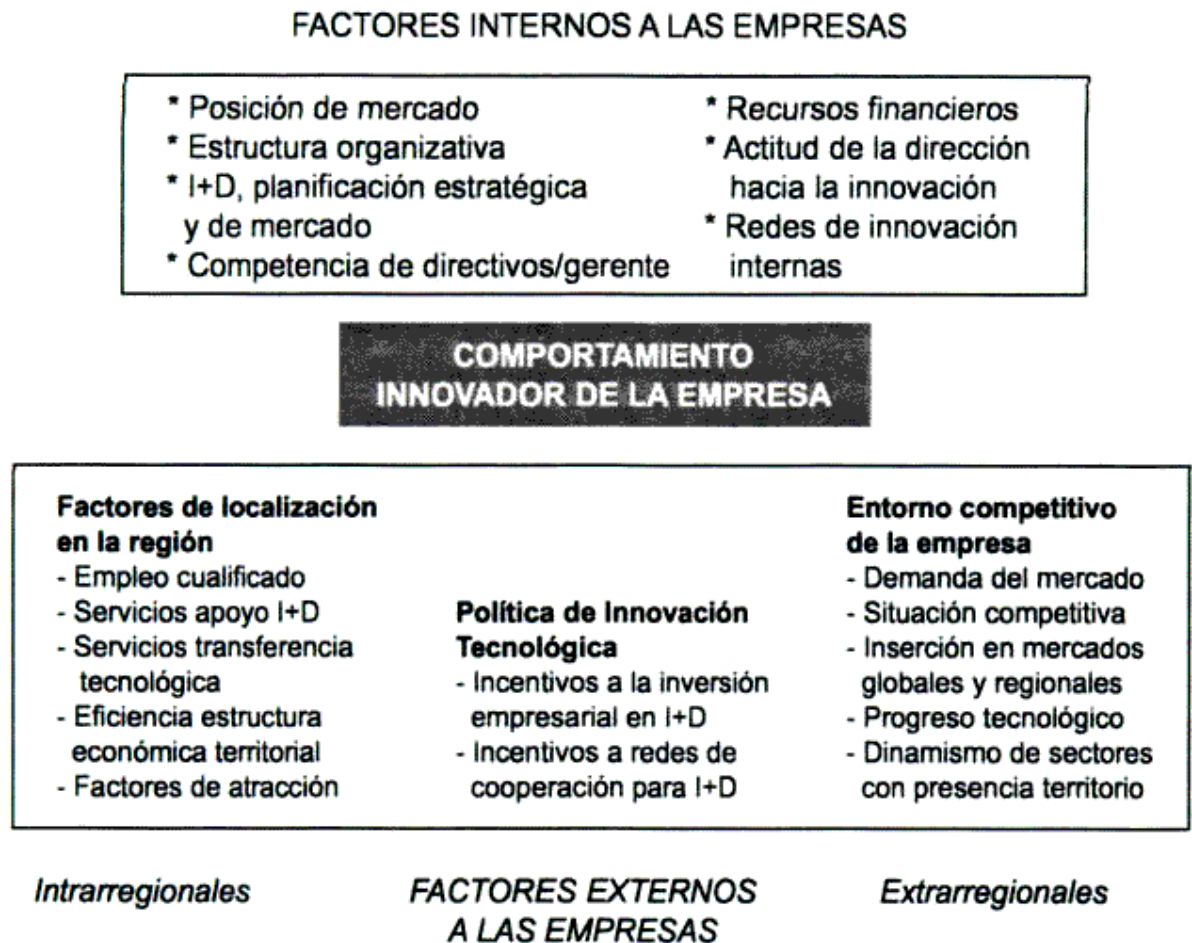 FACTORES INTERNOS A LAS EMPRESAS
* Posición de mercado
* Estructura organizativa
* I+D, planificación estratégica
y de mercado
* Competencia de directivos/gerente
* Recursos financieros
* Actitud de la dirección
hacia la innovación
* Redes de innovación
internas
COMPORTAMIENTO
INNOVADOR DE LA EMPRESA
Factores de localización
en la región
- Empleo cualificado
- Servicios apoyo I+D
- Servicios transferencia
tecnológica
- Eficiencia estructura
económica territorial
- Factores de atracción
Política de Innovación
Tecnológica
- Incentivos a la inversión
empresarial en I+D
- Incentivos a redes de
cooperación para I+D
Entorno competitivo
de la empresa
- Demanda del mercado
- Situación competitiva
- Inserción en mercados
globales y regionales
- Progreso tecnológico
- Dinamismo de sectores
con presencia territorio
Intrarregionales
FACTORES EXTERNOS
A LAS EMPRESAS
Extrarregionales